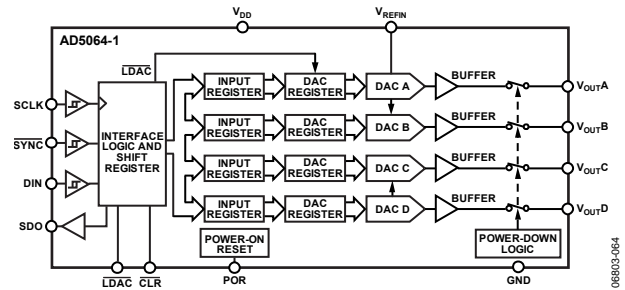 VDD
VREFIN
AD5064-1
LDAC
BUFFER
INPUT
REGISTER
DAC
REGISTER
DAC A
VOUTA
SCLK
BUFFER
INPUT
REGISTER
DAC
REGISTER
DAC B
VOUTB
SYNC
INTERFACE
LOGIC AND
SHIFT
REGISTER
BUFFER
INPUT
REGISTER
DAC
REGISTER
DAC C
VOUTC
DIN
BUFFER
INPUT
REGISTER
DAC
REGISTER
DAC D
VOUTD
SDO
POWER-ON
RESET
POWER-DOWN
LOGIC
LDAC
CLR
POR
GND
06803-064